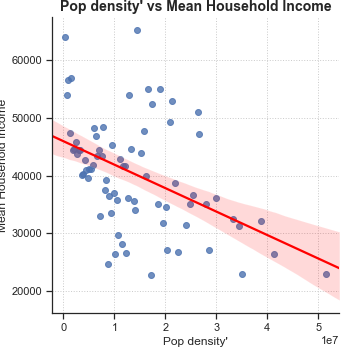 Pop density' vs Mean Household Income
Mean Household Income
60000
50000
40000
30000
20000
0
1
2
3
4
5
1e7
Pop density'